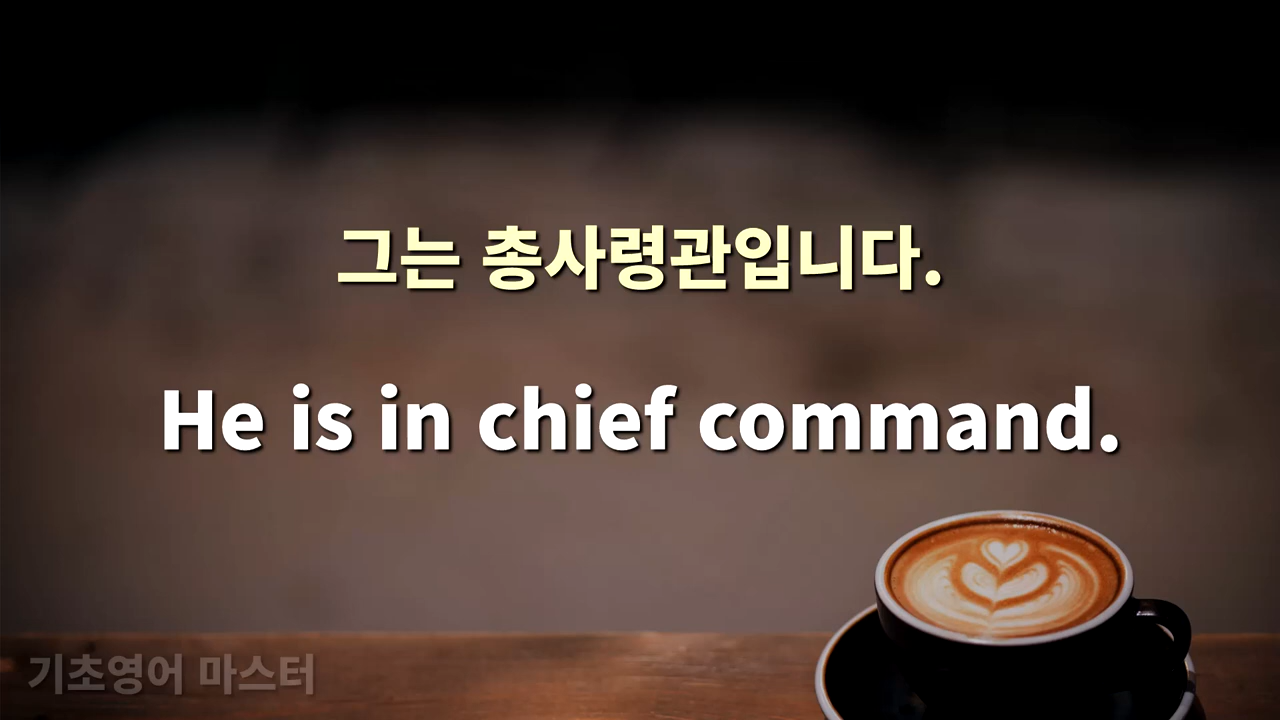 그는 총사령관입니다.
He is in chief command.
기초영어 마스터